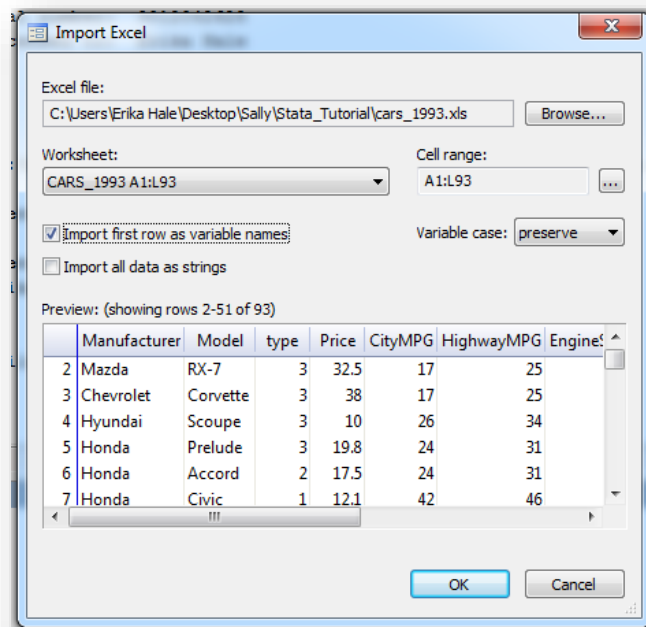 Import Excel
Excel file:
C:\Users\Erika Hale\Desktop\Sally\Stata_Tutorial\cars_1993.xls Browse...
Worksheet: Cell range:
CARS_1993 A1:L93 A1:L93 ...
Import first row as variable names Variable case: preserve
Import all data as strings
Preview: (showing rows 2-51 of 93)
Manufacturer Model type Price CityMPG HighwayMPG EngineS
2 Mazda RX-7 3 32.5 17 25
3 Chevrolet Corvette 3 38 17 25
4 Hyundai Scoupe 3 10 26 34
5 Honda Prelude 3 19.8 24 31
6 Honda Accord 2 17.5 24 31
7 Honda Civic 1 12.1 42 46
OK Cancel